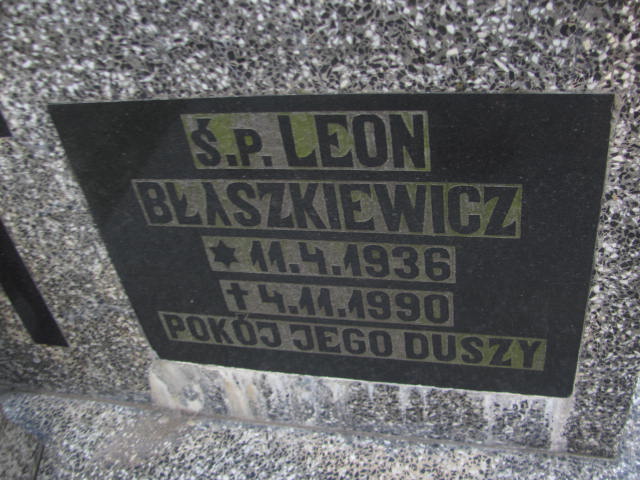 Ś.P. LEON
BŁASZKIEWICZ
11.4.1936
4.11.1990
POKÓJ JEGO DUSZY